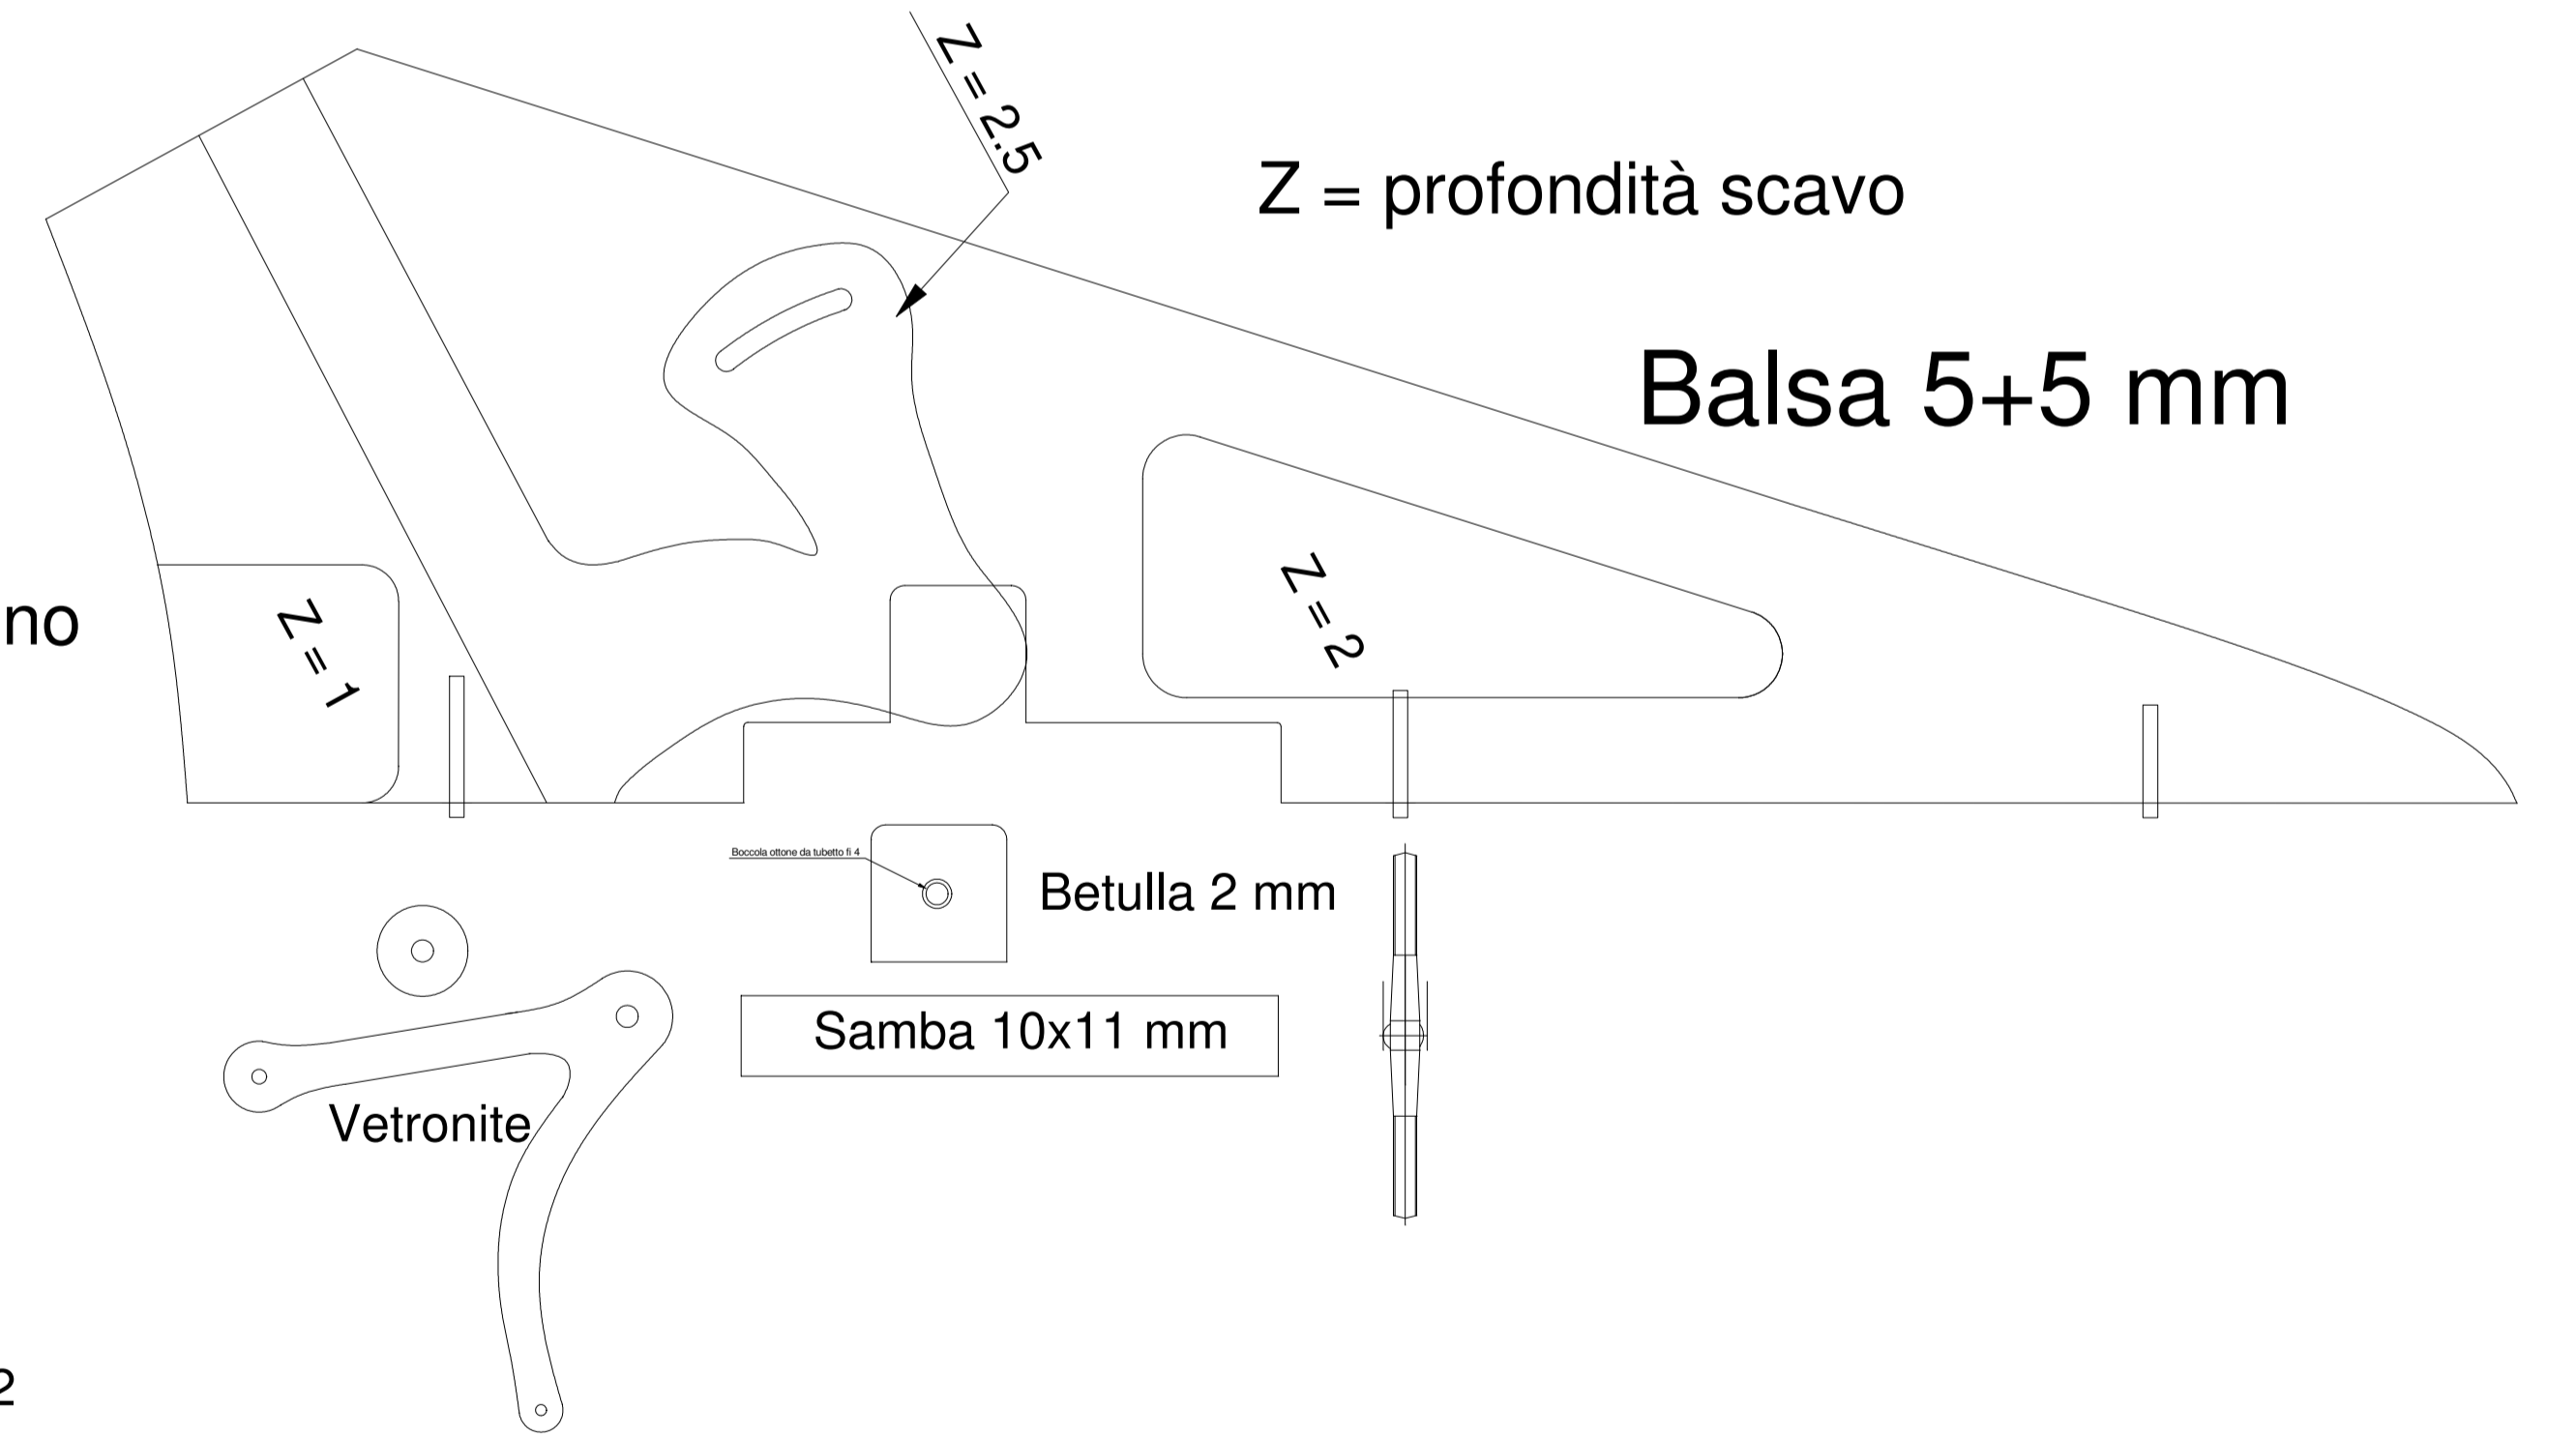 Z = 2.5
Z = profondità scavo
Balsa 5+5 mm
Z = 2
no
Z = 1
Boccola ottone da tubetto fi 4
Betulla 2 mm
Samba 10x11 mm
Vetronite
2